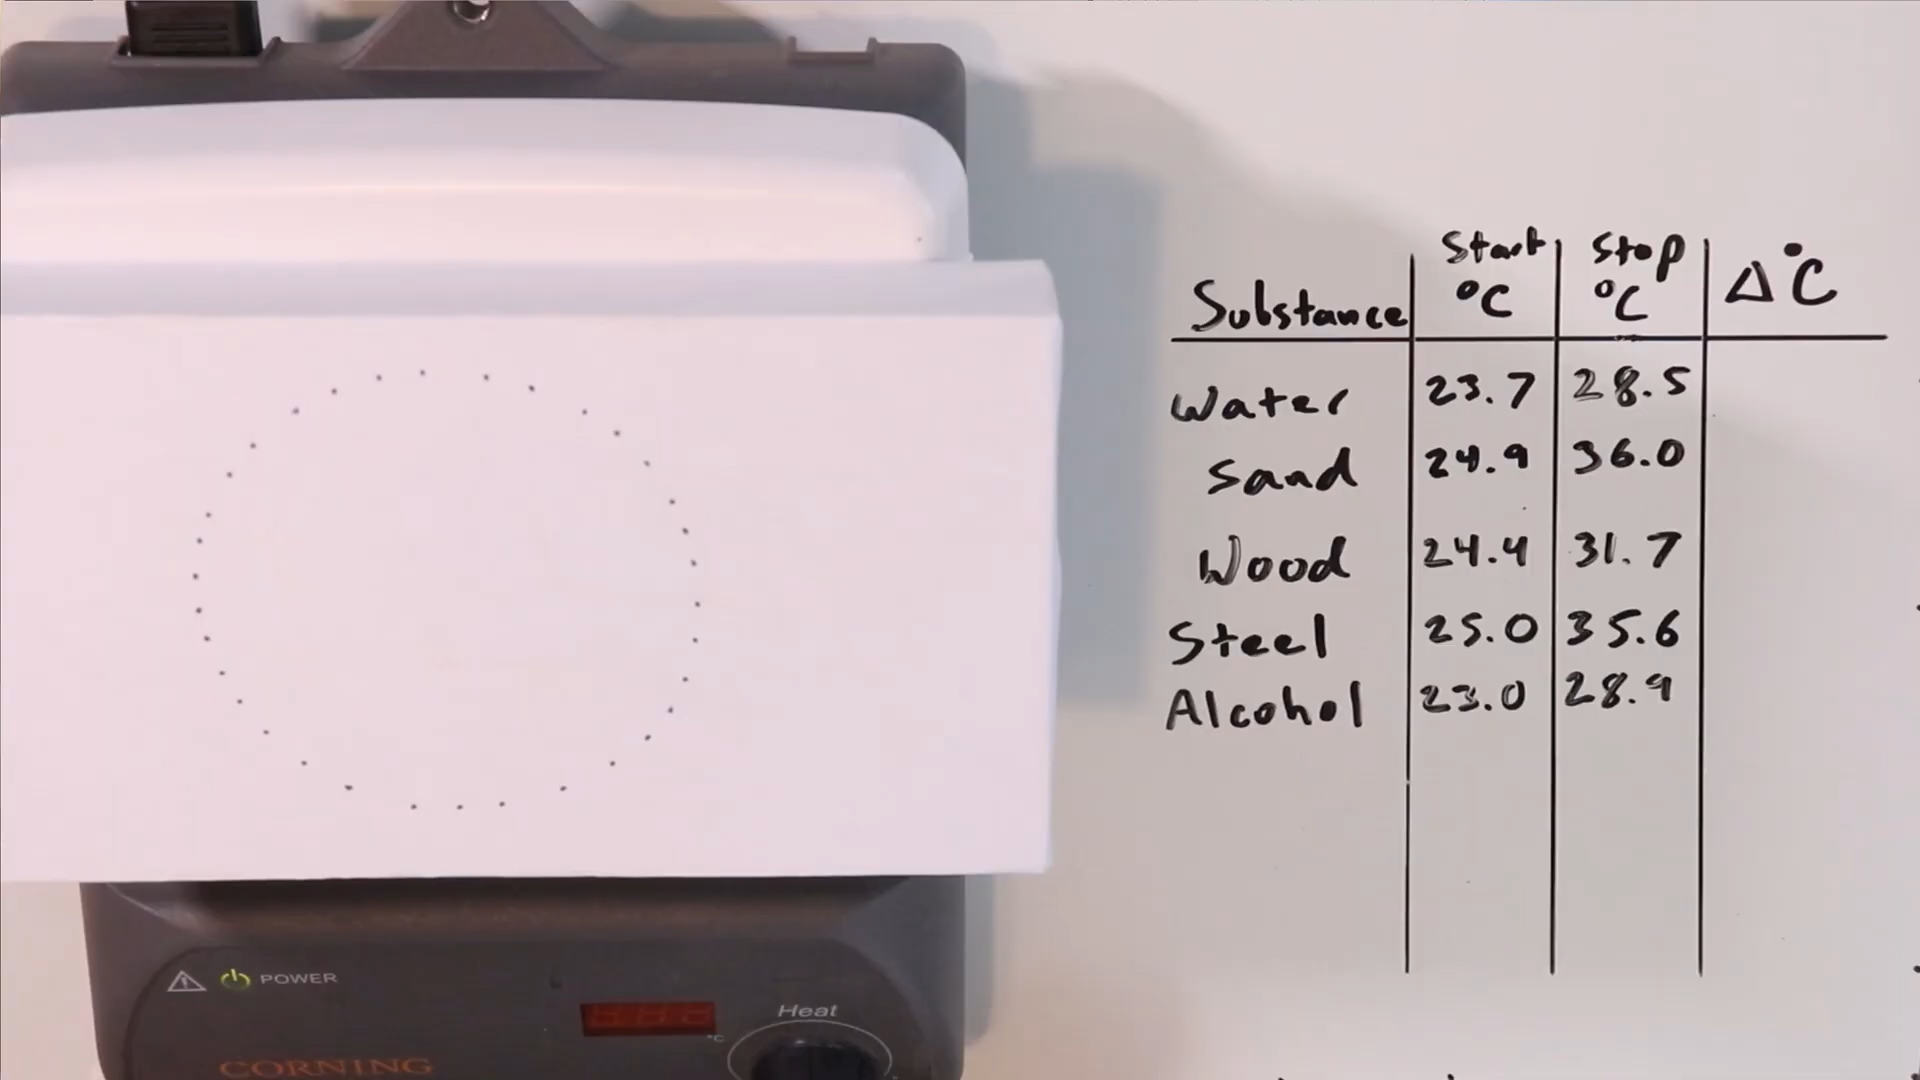 Start Stop
Substance °C °C Δ°C
Water 23.7 28.5
Sand 24.9 36.0
Wood 24.4 31.7
Steel 25.0 35.6
Alcohol 23.0 28.9
POWER
Heat
°C
CORNING